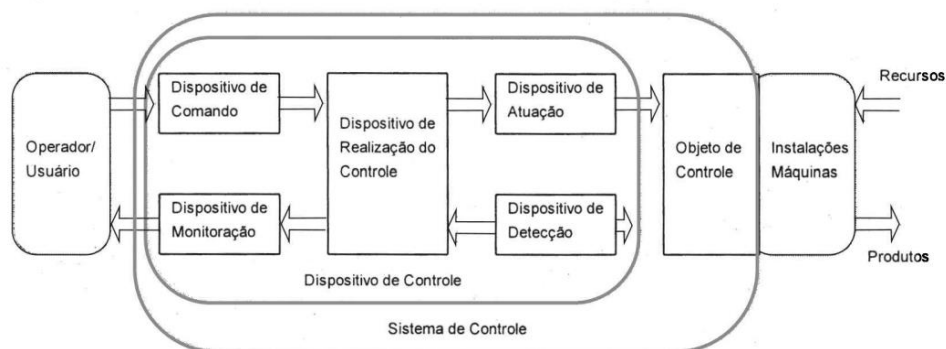 Operador/
Usuário
Dispositivo de
Comando
Dispositivo de
Monitoração
Dispositivo de
Realização do
Controle
Dispositivo de
Atuação
Dispositivo de
Detecção
Objeto de
Controle
Instalações
Máquinas
Recursos
Produtos
Dispositivo de Controle
Sistema de Controle